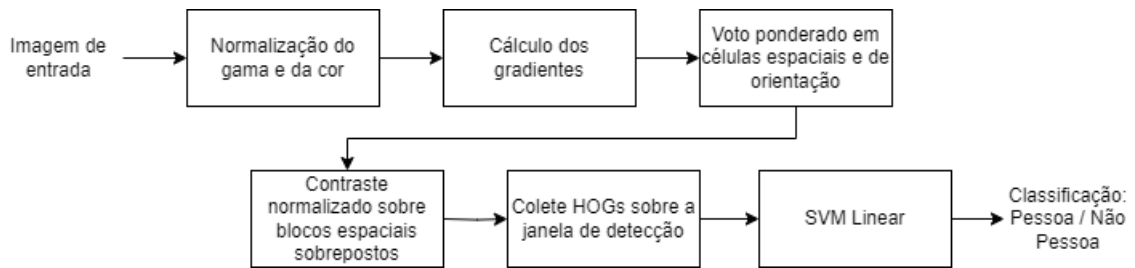 Imagem de
entrada
Normalização do
gama e da cor
Cálculo dos
gradientes
Voto ponderado em
células espaciais e de
orientação
Contraste
normalizado sobre
blocos espaciais
sobrepostos
Colete HOGs sobre a
janela de detecção
SVM Linear
Classificação:
Pessoa / Não
Pessoa